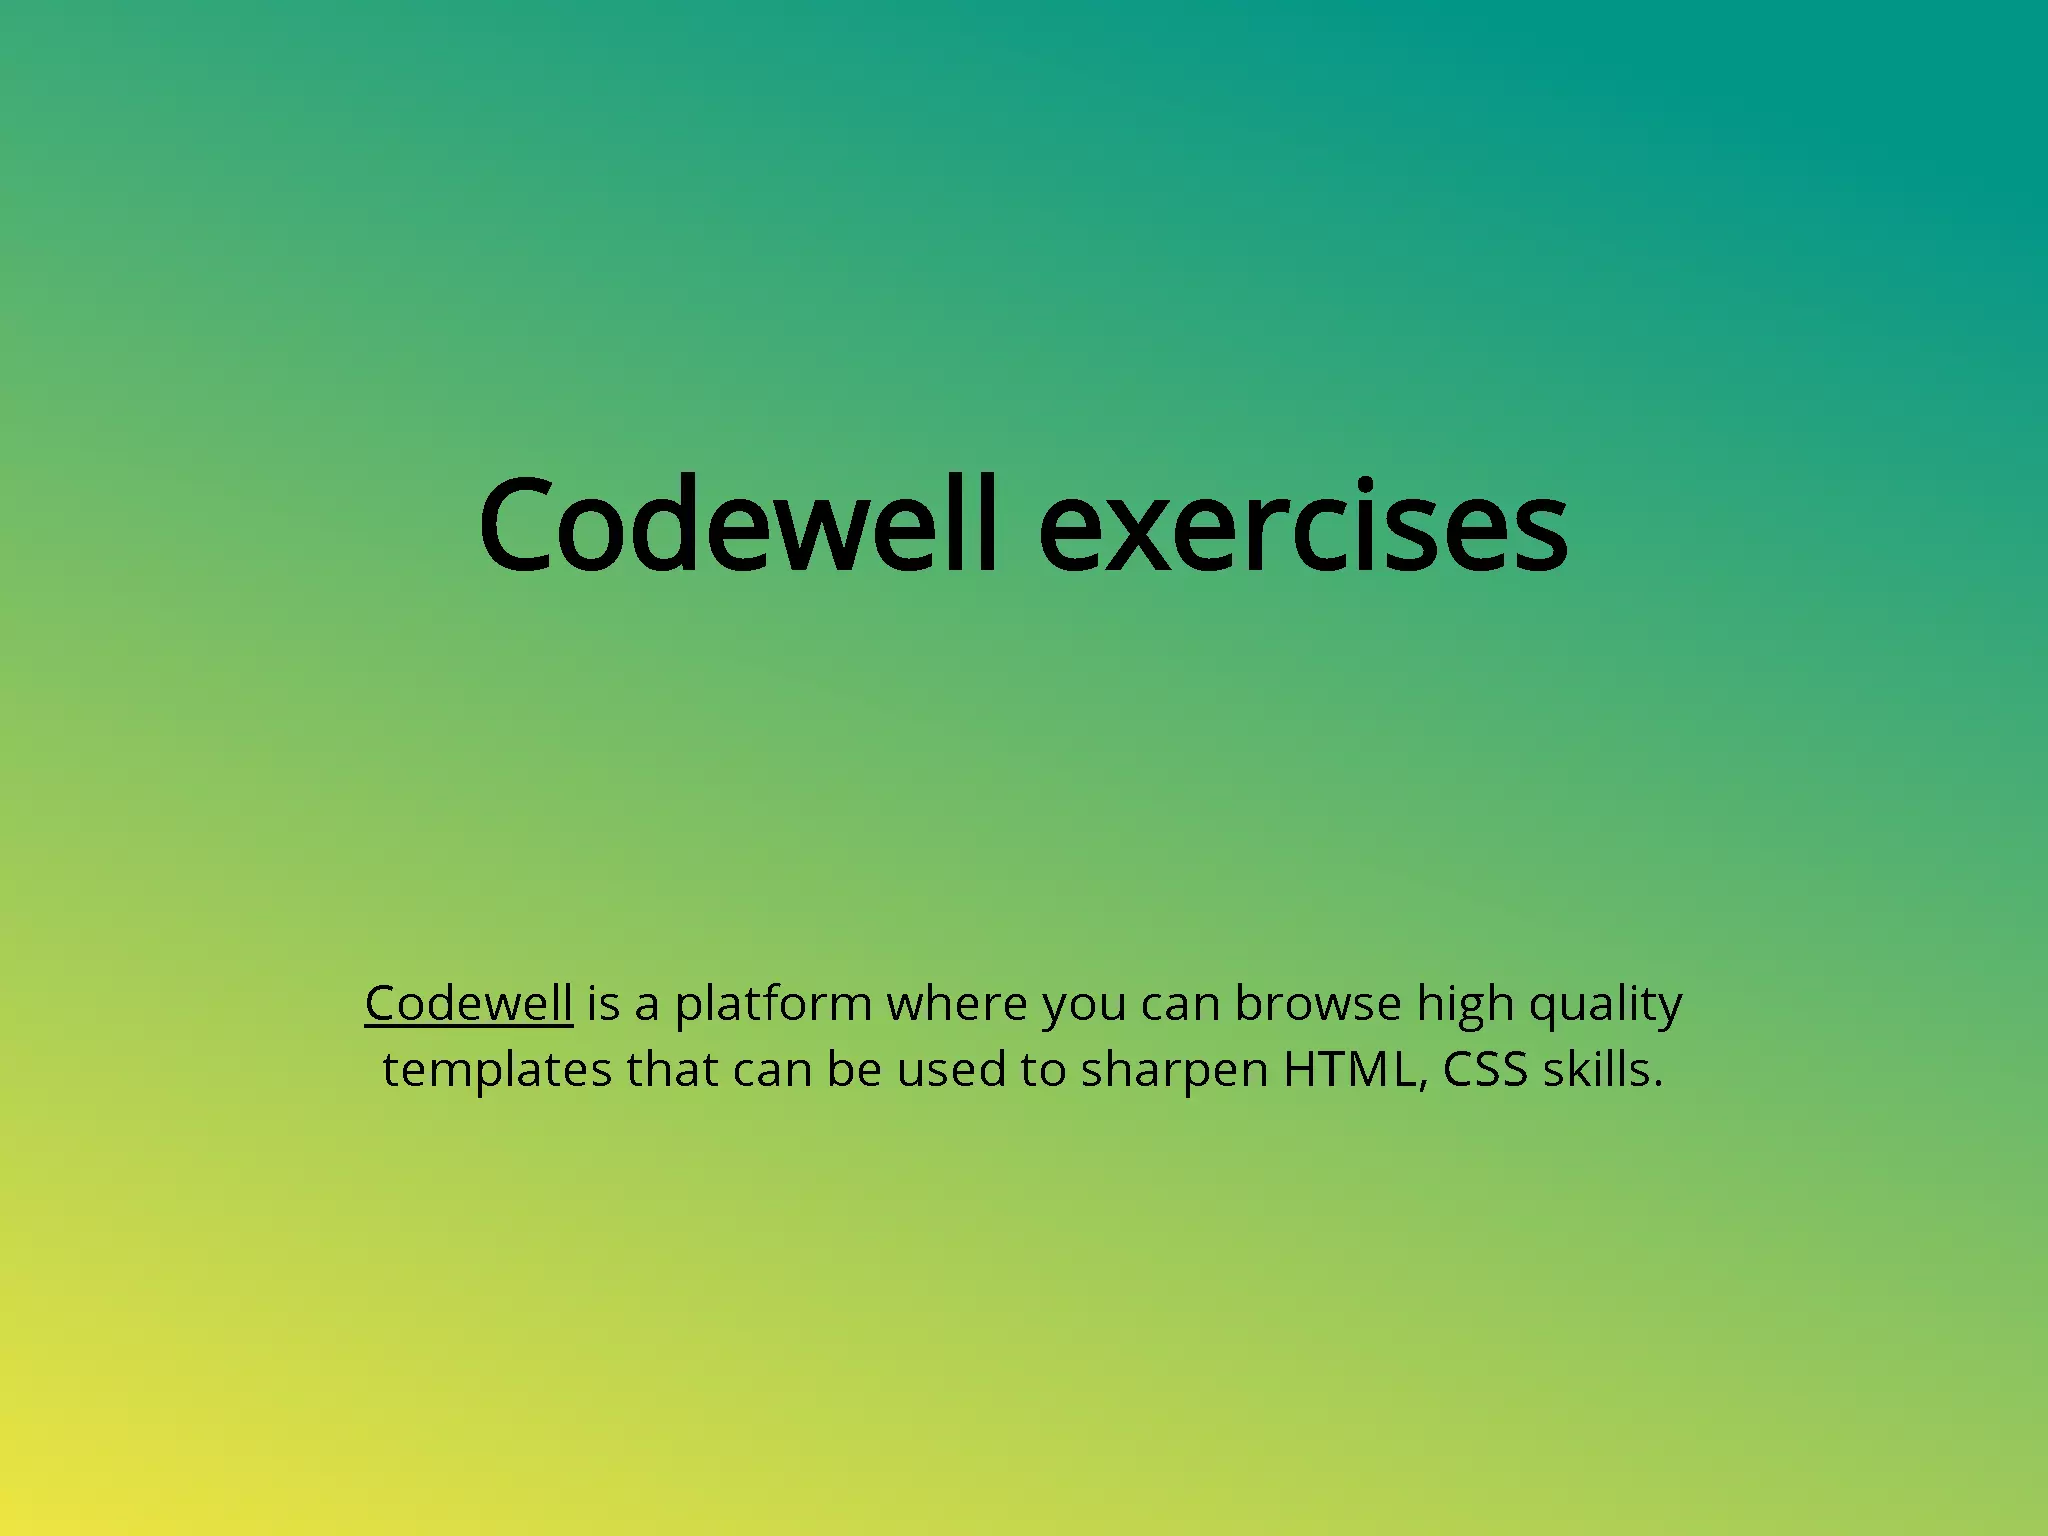 Codewell exercises
Codewell is a platform where you can browse high quality
templates that can be used to sharpen HTML, CSS skills.